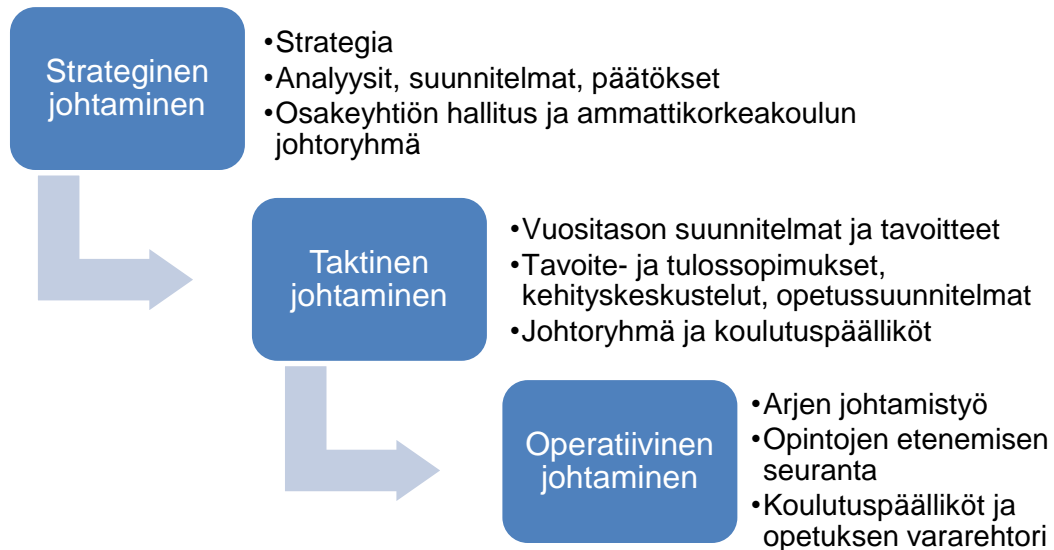 Strateginen
johtaminen
•Strategia
•Analyysit, suunnitelmat, päätökset
•Osakeyhtiön hallitus ja ammattikorkeakoulun
johtoryhmä
Taktinen
johtaminen
•Vuositason suunnitelmat ja tavoitteet
•Tavoite- ja tulossopimukset,
kehityskeskustelut, opetussuunnitelmat
•Johtoryhmä ja koulutuspäälliköt
Operatiivinen
johtaminen
•Arjen johtamistyö
•Opintojen etenemisen
seuranta
•Koulutuspäälliköt ja
opetuksen vararehtori